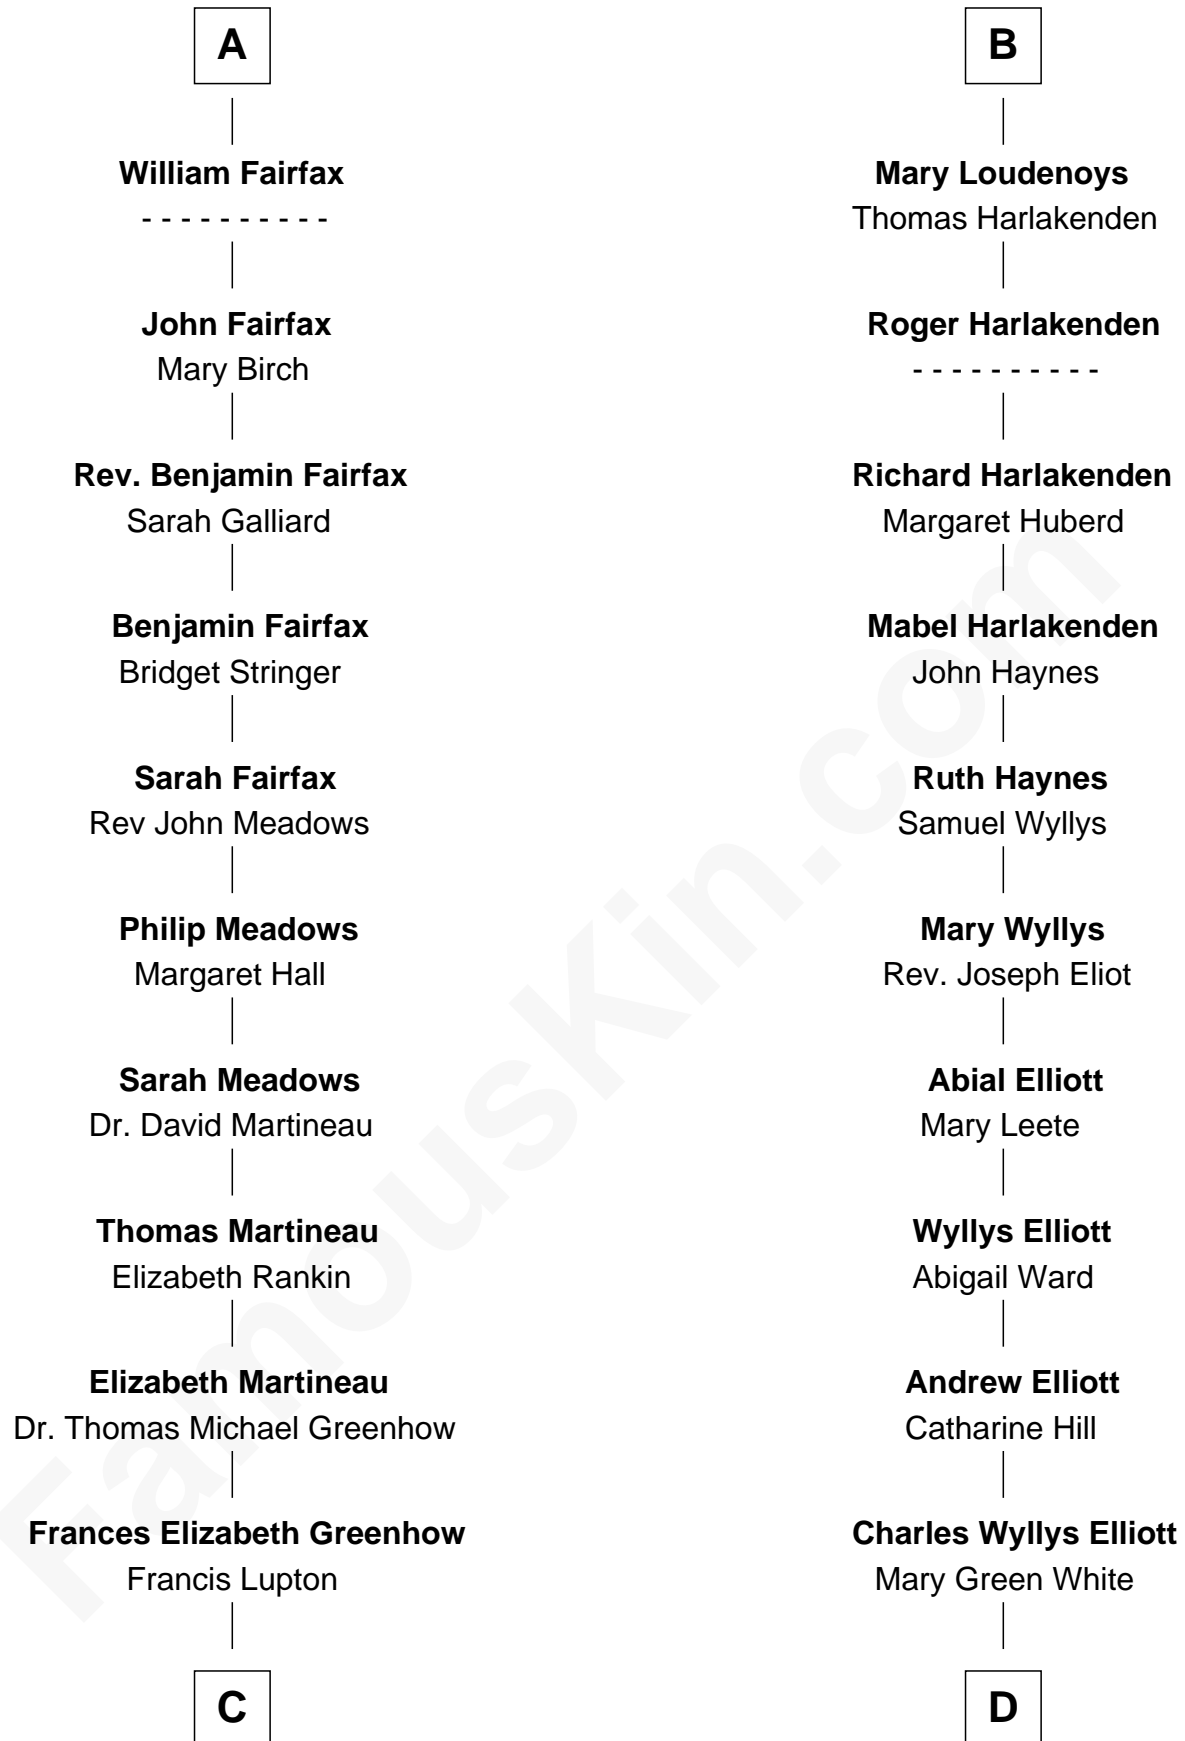 A
William Fairfax
- - - - - - - - - -
John Fairfax
Mary Birch
Rev. Benjamin Fairfax
Sarah Galliard
Benjamin Fairfax
Bridget Stringer
Sarah Fairfax
Rev John Meadows
Philip Meadows
Margaret Hall
Sarah Meadows
Dr. David Martineau
Thomas Martineau
Elizabeth Rankin
Elizabeth Martineau
Dr. Thomas Michael Greenhow
Frances Elizabeth Greenhow
Francis Lupton
C
B
Mary Loudenoys
Thomas Harlakenden
Roger Harlakenden
- - - - - - - - - -
Richard Harlakenden
Margaret Huberd
Mabel Harlakenden
John Haynes
Ruth Haynes
Samuel Wyllys
Mary Wyllys
Rev. Joseph Eliot
Abial Elliott
Mary Leete
Wyllys Elliott
Abigail Ward
Andrew Elliott
Catharine Hill
Charles Wyllys Elliott
Mary Green White
D
FamousKin.com